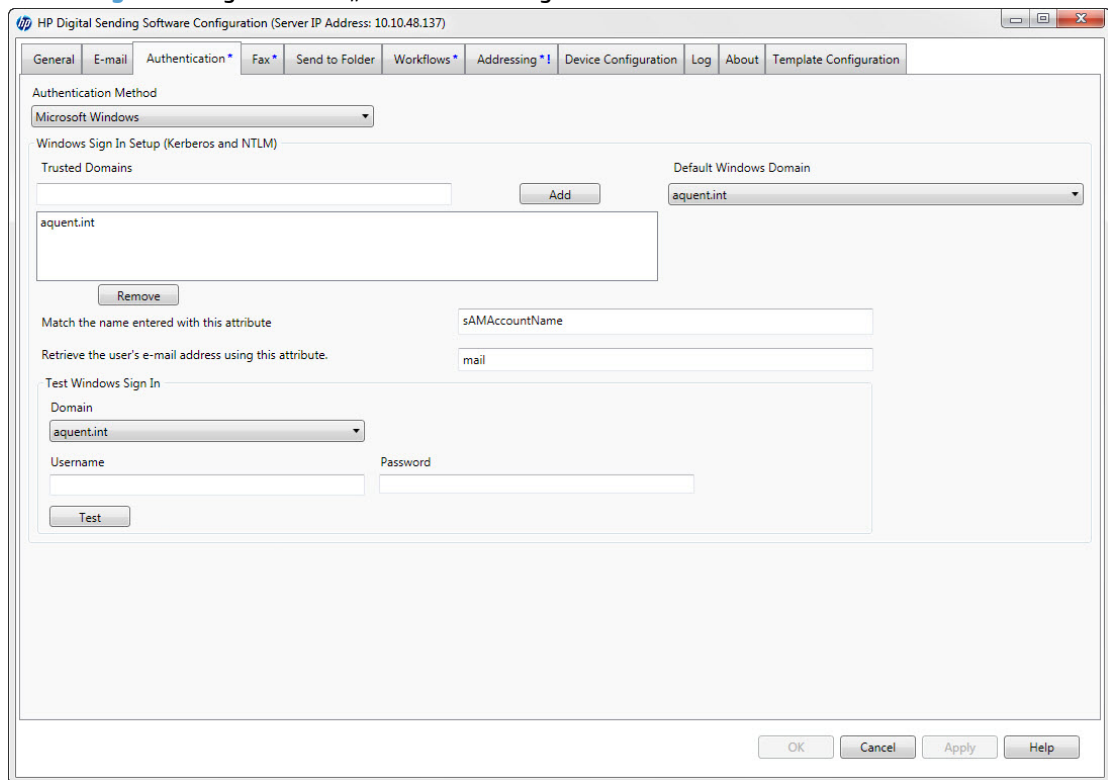 HP Digital Sending Software Configuration (Server IP Address: 10.10.48.137)
General E-mail Authentication * Fax * Send to Folder Workflows * Addressing * ! Device Configuration Log About Template Configuration
Authentication Method
Microsoft Windows
Windows Sign In Setup (Kerberos and NTLM)
Trusted Domains
Default Windows Domain
Add
aquent.int
aquent.int
Remove
Match the name entered with this attribute
sAMAccountName
Retrieve the user's e-mail address using this attribute.
mail
Test Windows Sign In
Domain
aquent.int
Username Password
Test
OK Cancel Apply Help